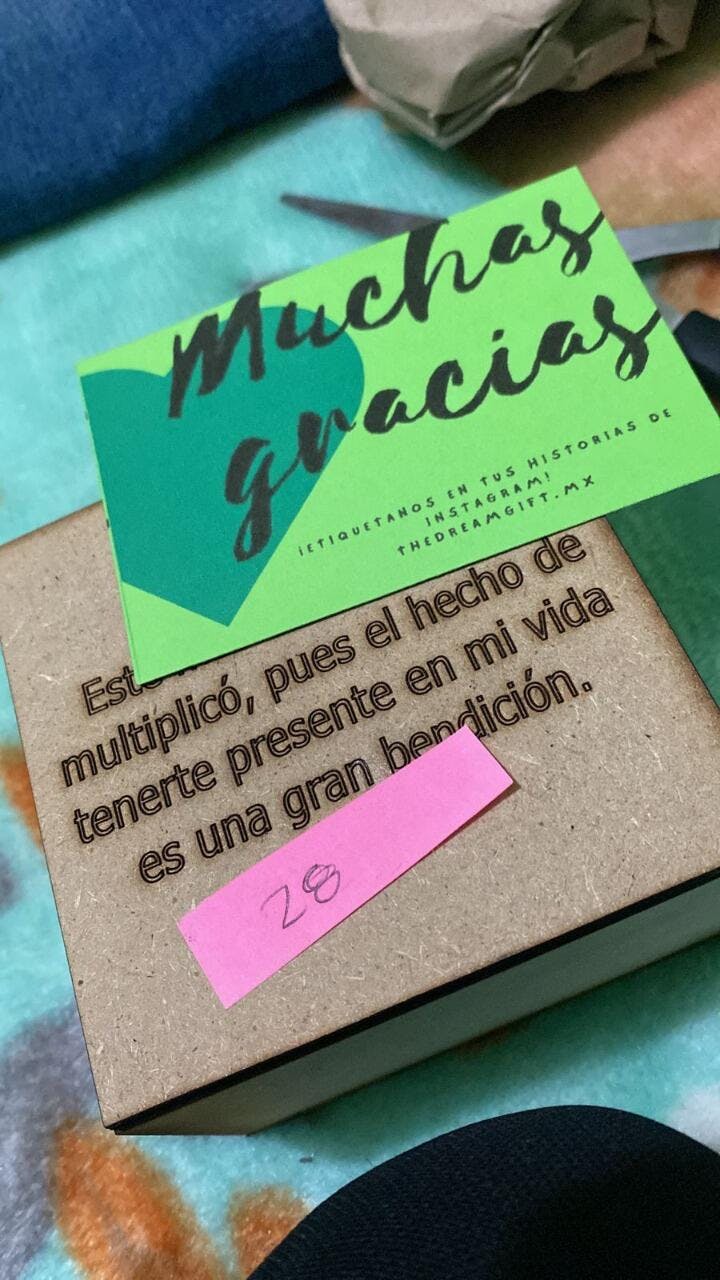 Muchas
gracias
¡ETIQUETANOS EN TUS HISTORIAS DE
INSTAGRAM!
THEDREAMGIFT.MX
hecho de
multiplicó, pues el
tenerte presente en mi vida
es una gran bendición.
28